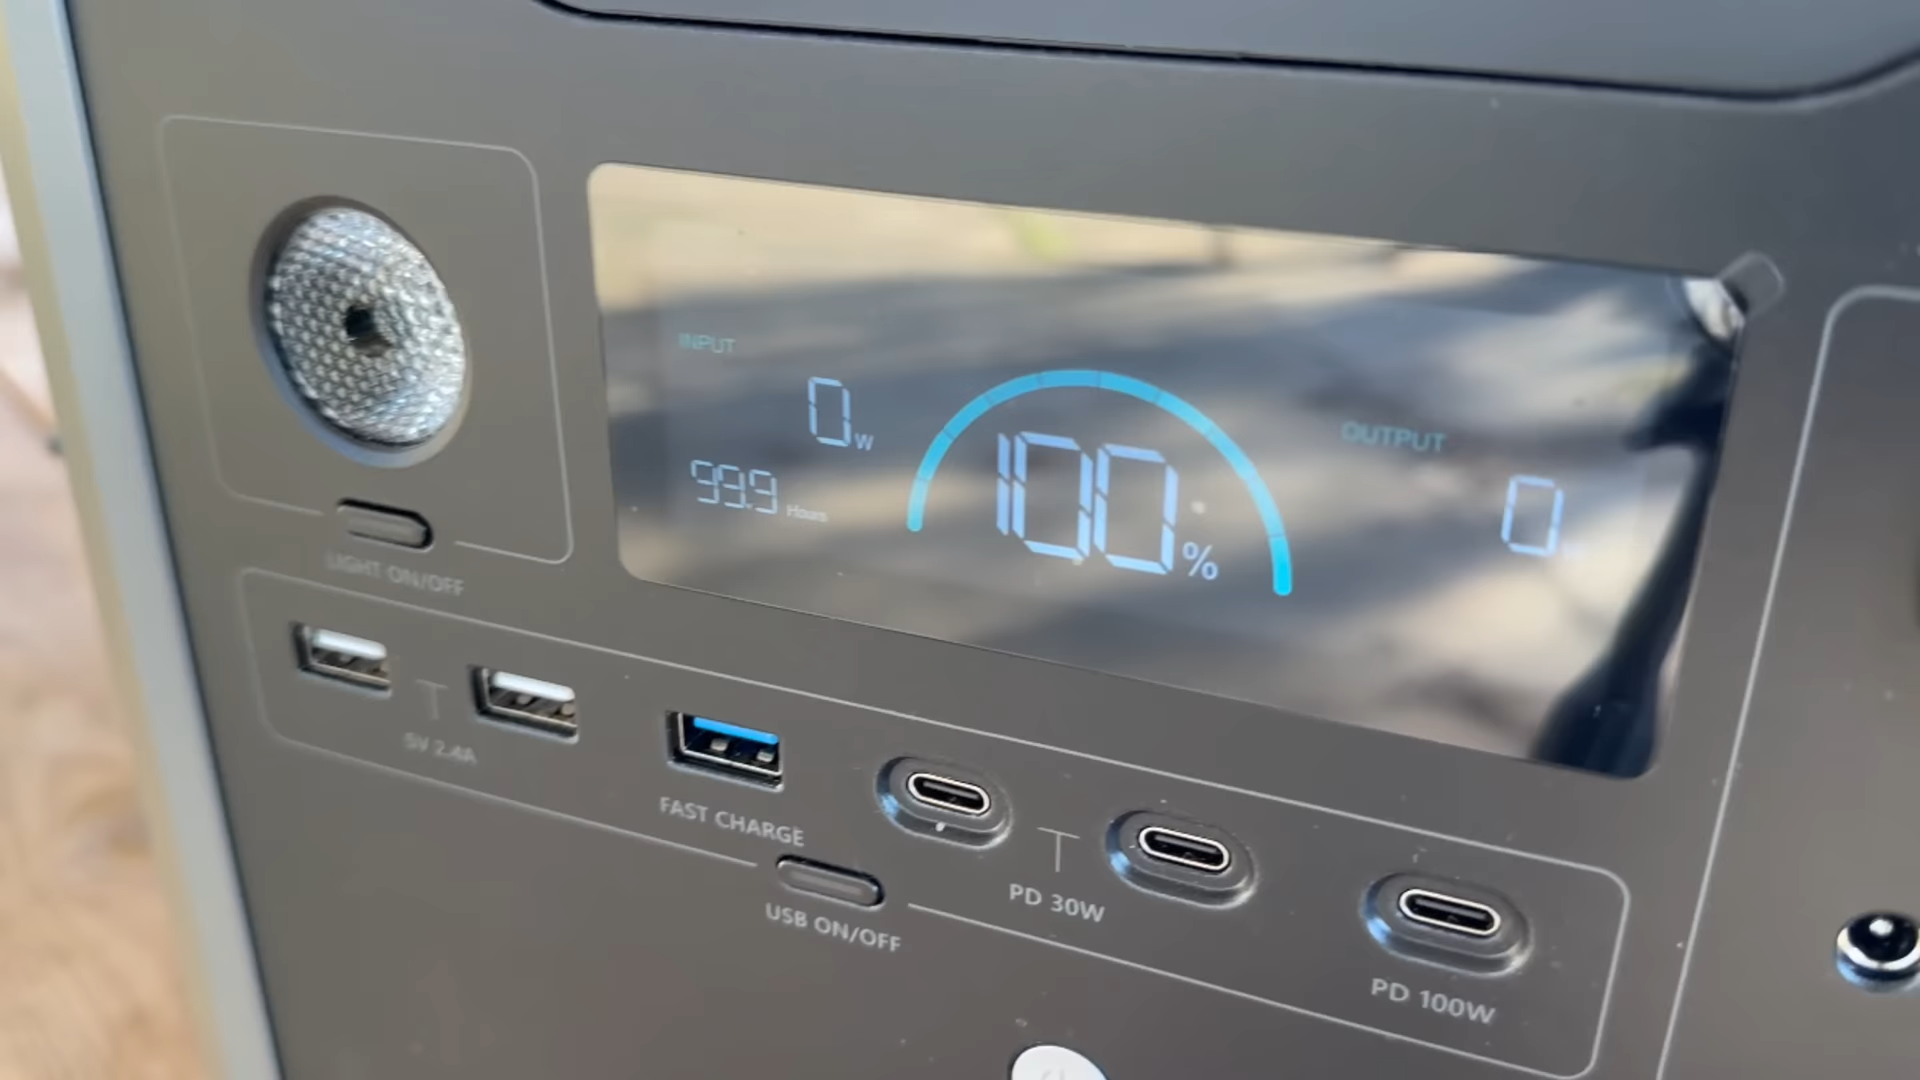 INPUT
0 W
99.9 Hours
100 %
OUTPUT
0
LIGHT ON/OFF
5V 2.4A
FAST CHARGE
USB ON/OFF
PD 30W
PD 100W